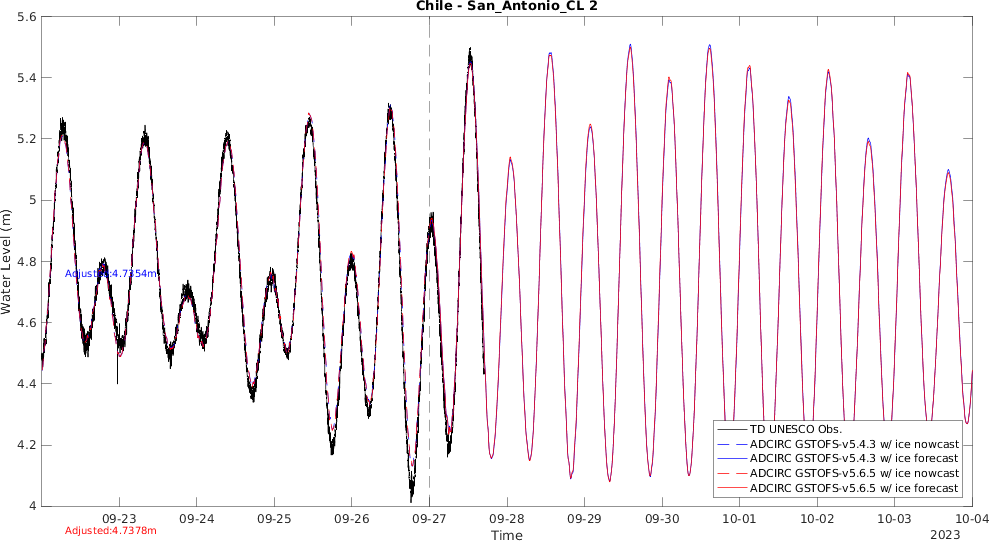 Chile - San_Antonio_CL 2
5.6
5.4
5.2
5
4.8
4.6
4.4
4.2
4
Water Level (m)
Adjusted:4.7354m
Adjusted:4.7378m
TD UNESCO Obs.
ADCIRC GSTOFS-v5.4.3 w/ ice nowcast
ADCIRC GSTOFS-v5.4.3 w/ ice forecast
ADCIRC GSTOFS-v5.6.5 w/ ice nowcast
ADCIRC GSTOFS-v5.6.5 w/ ice forecast
09-23 09-24 09-25 09-26 09-27 09-28 09-29 09-30 10-01 10-02 10-03 10-04
2023
Time